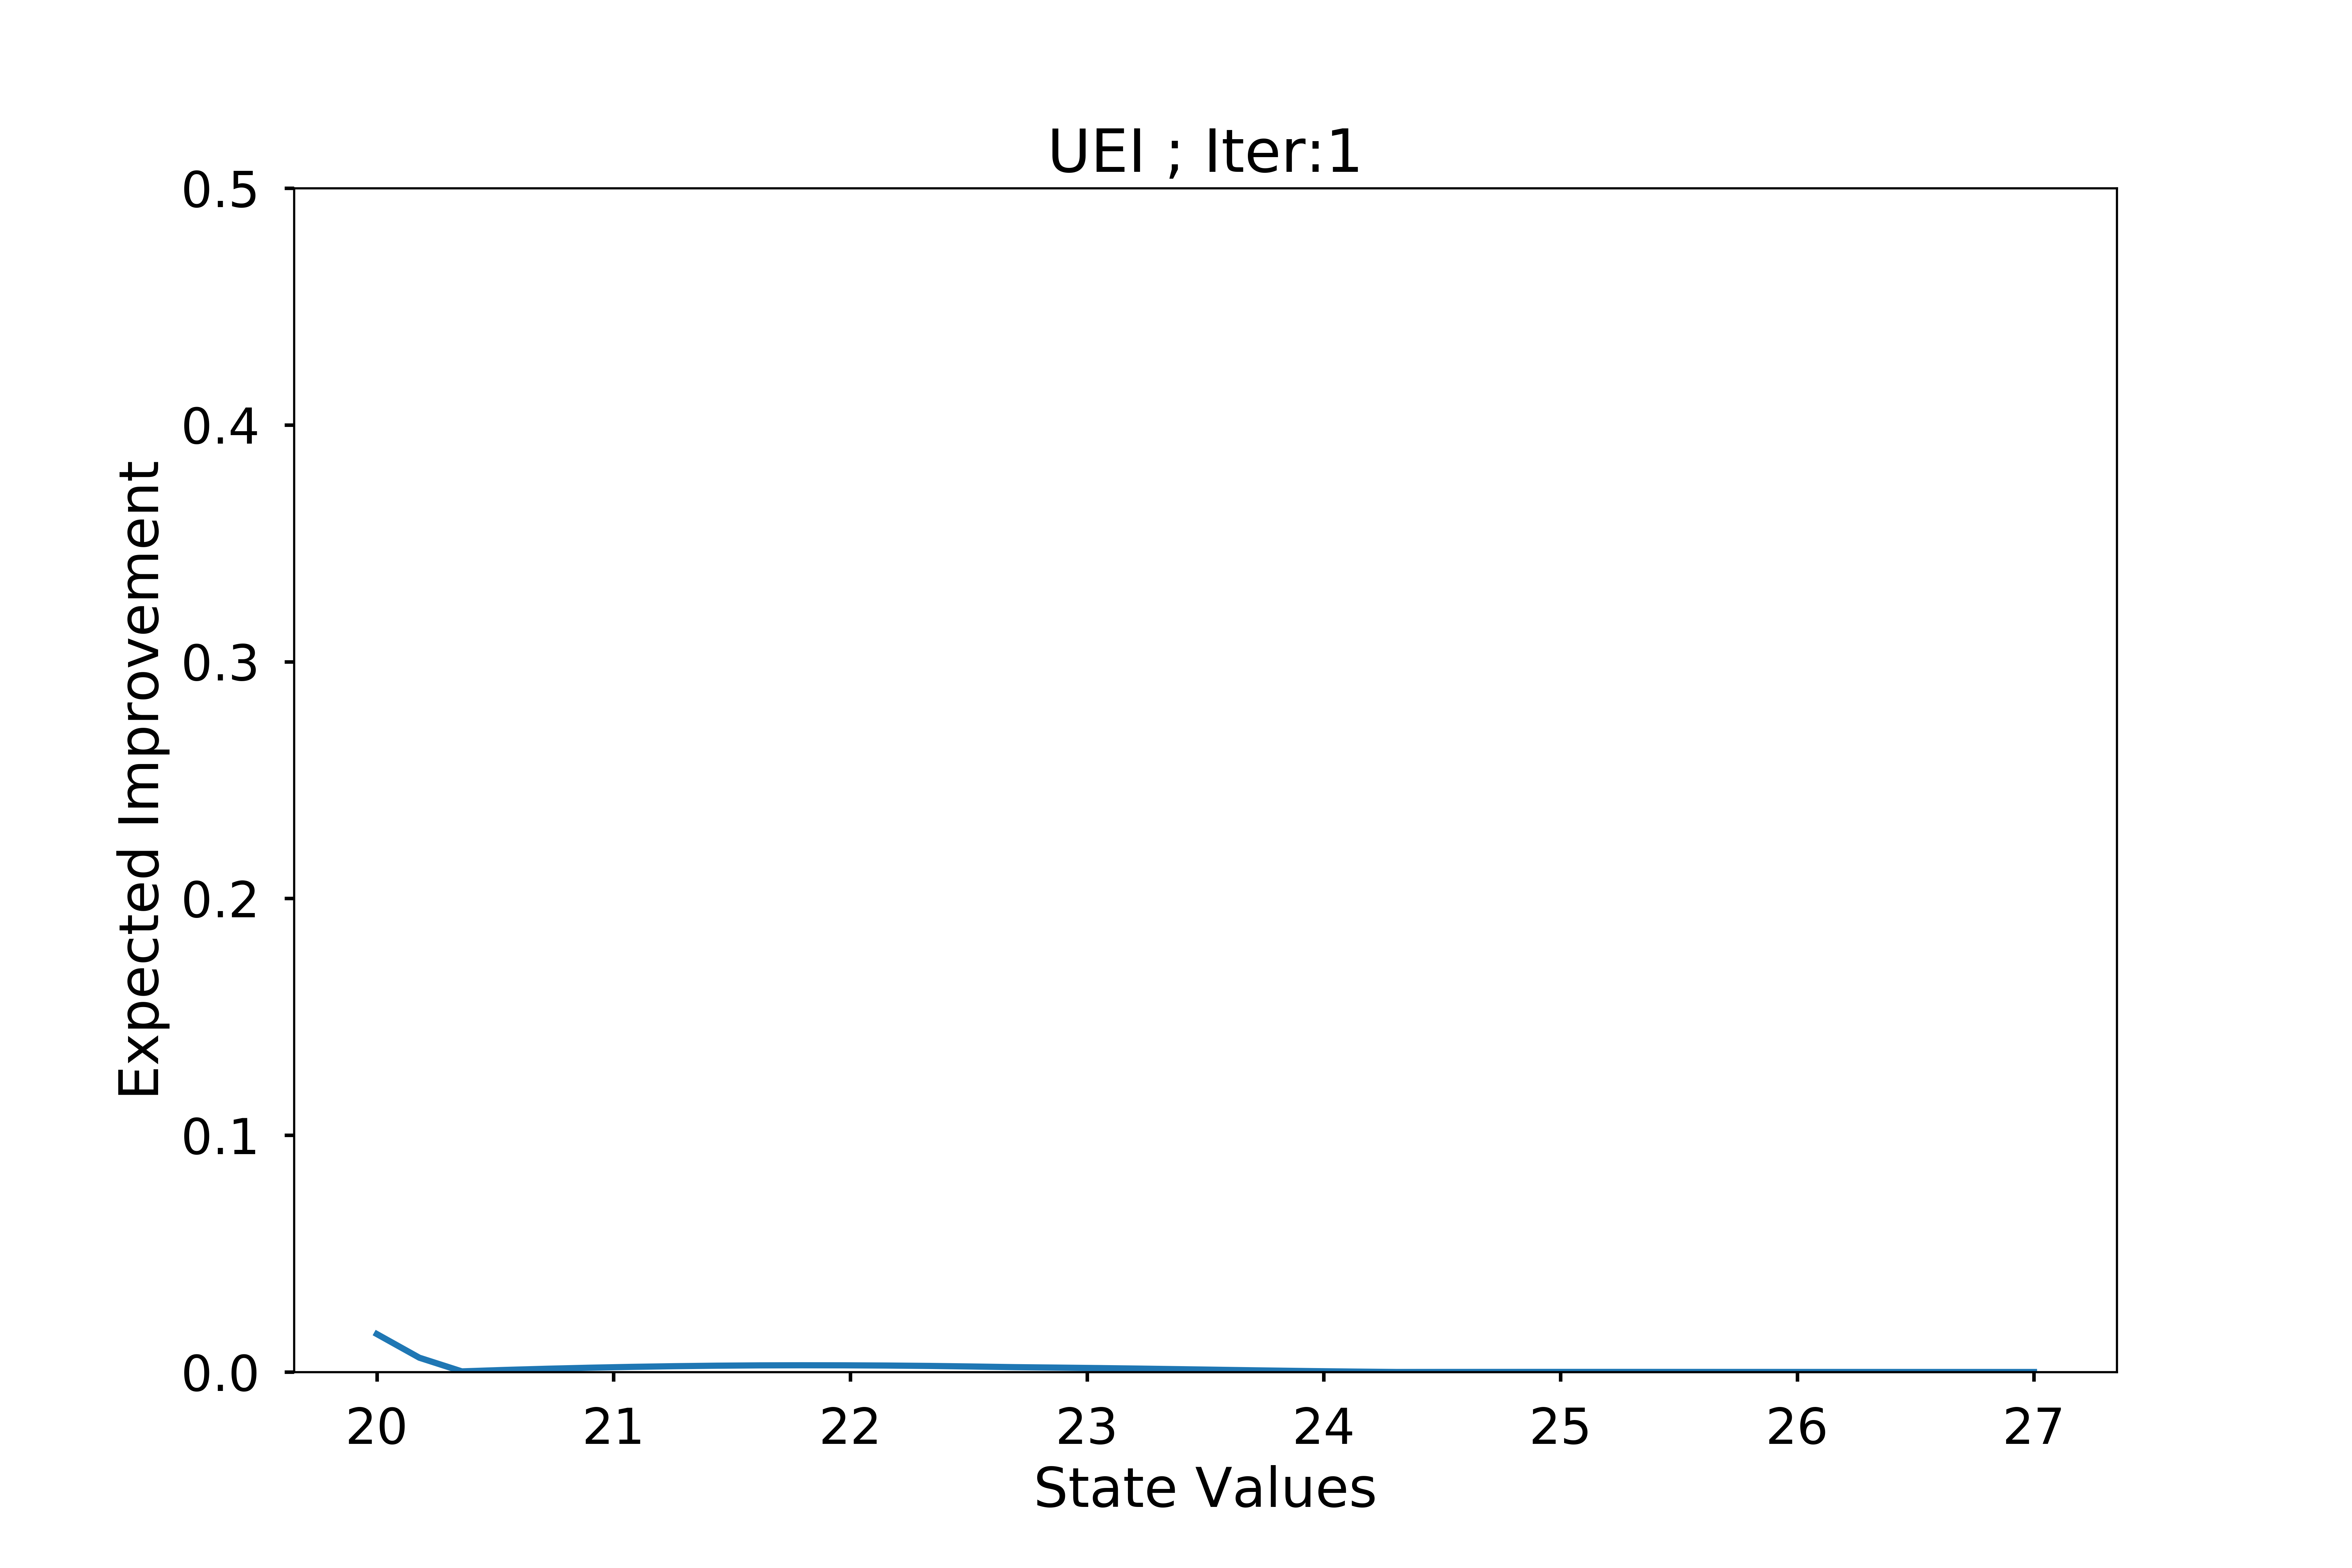 UEI ; Iter:1
0.5
0.4
0.3
0.2
0.1
0.0
Expected Improvement
20 21 22 23 24 25 26 27
State Values